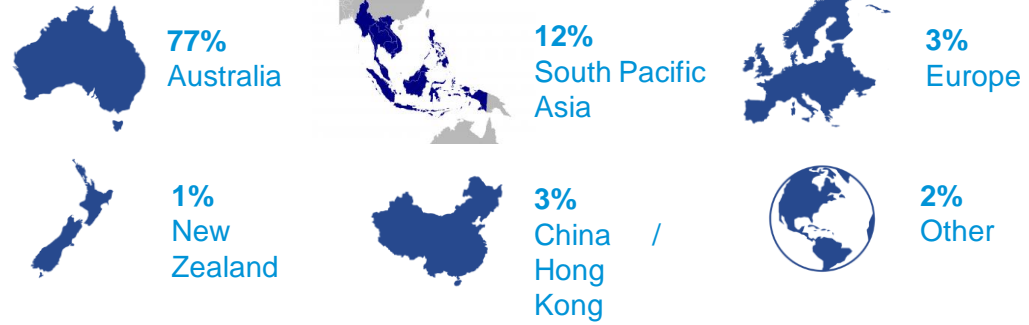 77%
Australia
12%
South Pacific
Asia
3%
Europe
1%
New
Zealand
3%
China /
Hong
Kong
2%
Other